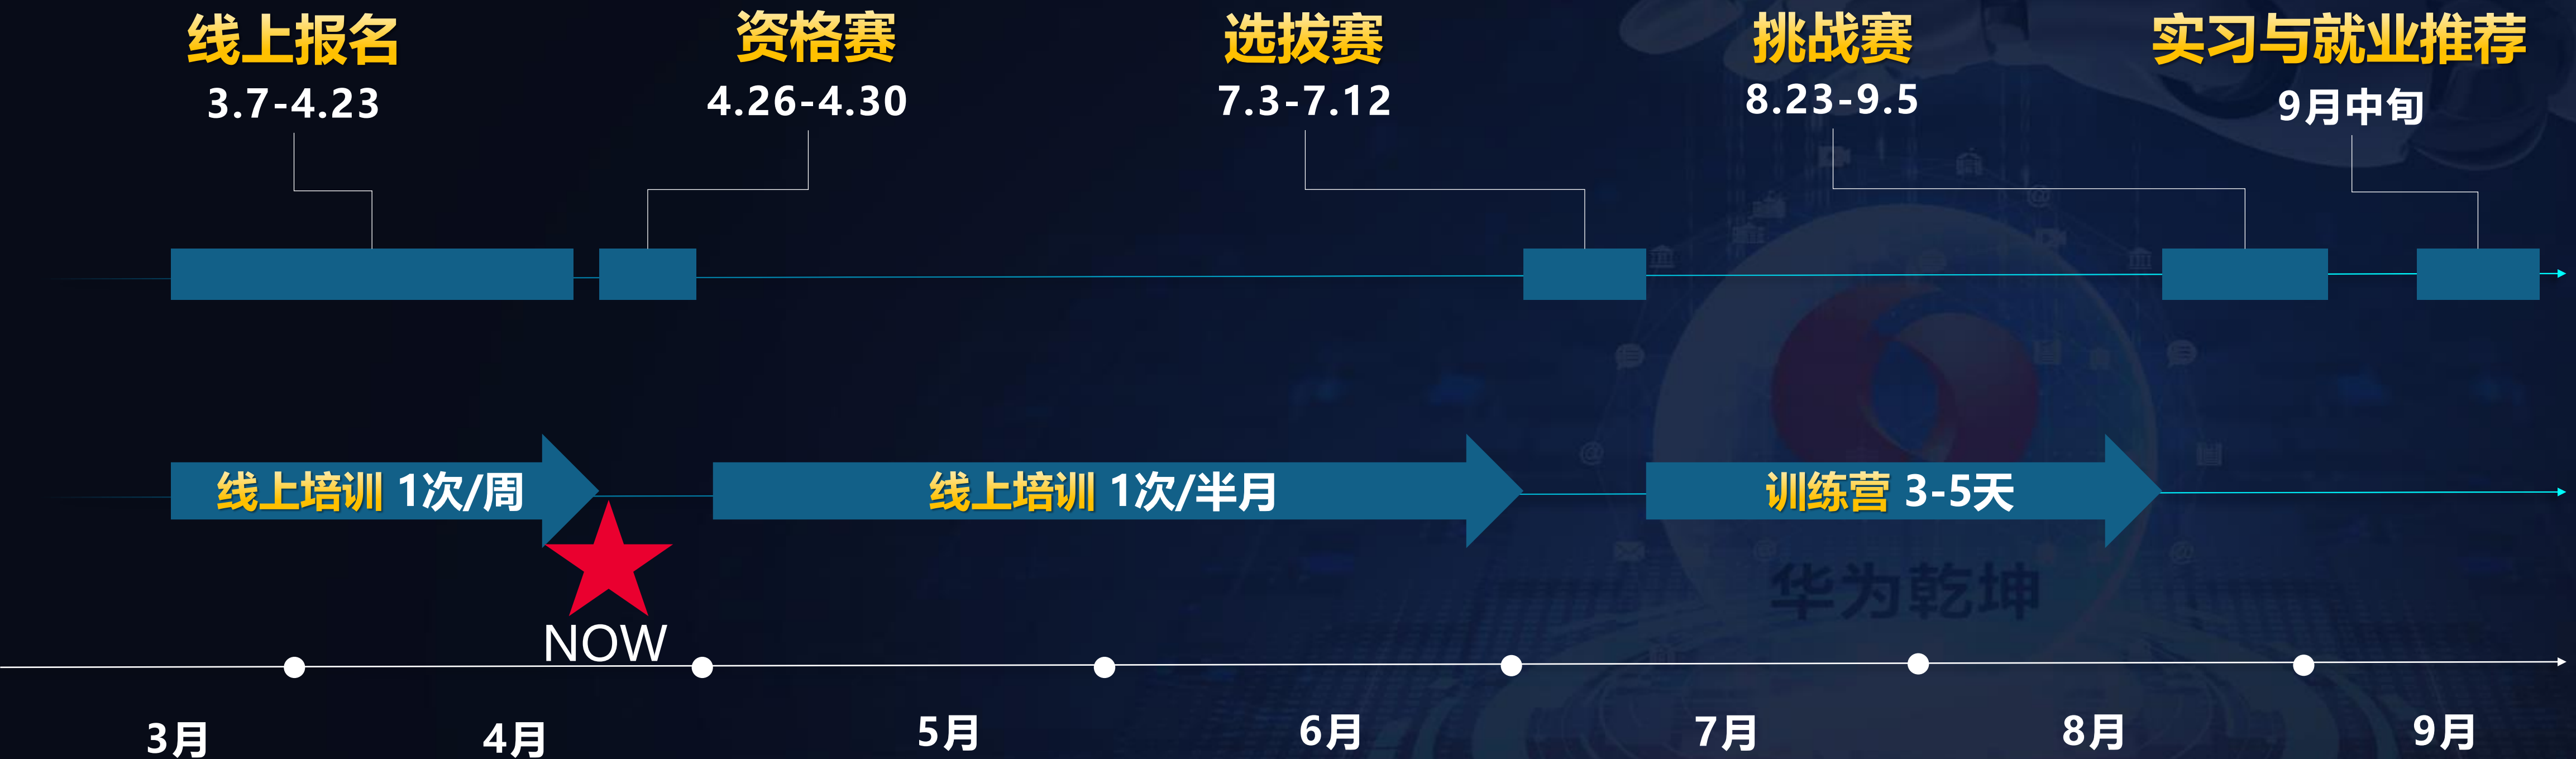 线上报名
3.7-4.23
资格赛
4.26-4.30
选拔赛
7.3-7.12
挑战赛
8.23-9.5
实习与就业推荐
9月中旬
线上培训 1次/周
线上培训 1次/半月
训练营 3-5天
NOW
华为乾坤
3月
4月
5月
6月
7月
8月
9月